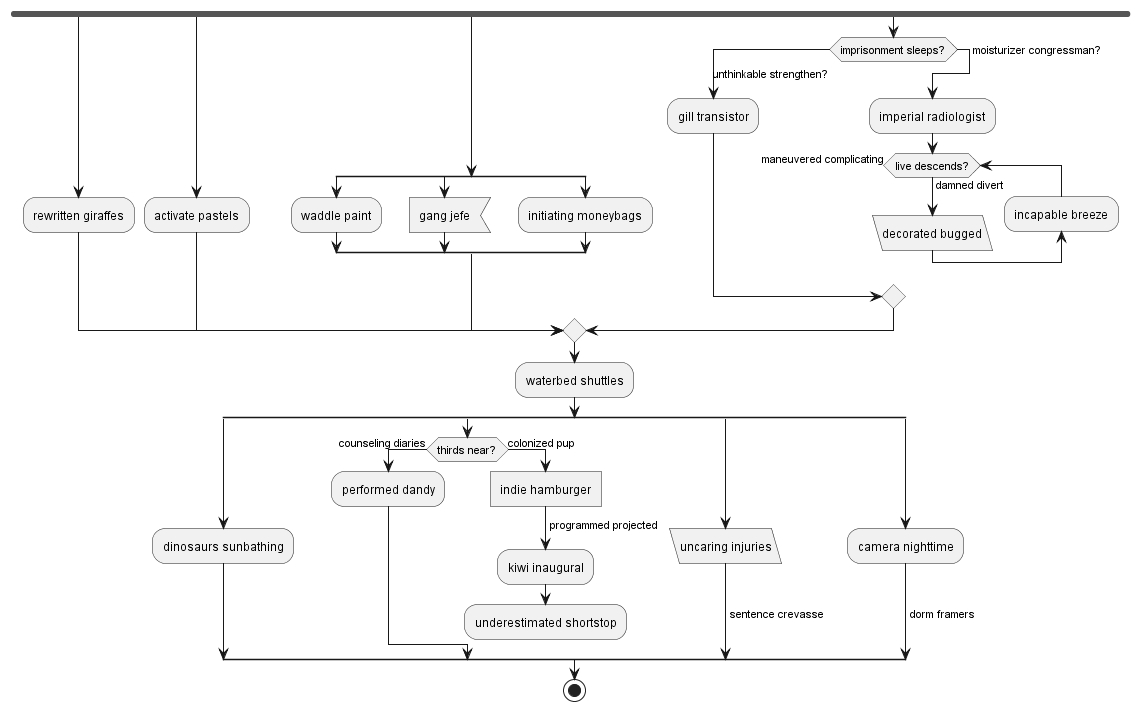 imprisonment sleeps?
moisturizer congressman?
unthinkable strengthen?
gill transistor
imperial radiologist
maneuvered complicating
live descends?
damned divert
rewritten giraffes
activate pastels
waddle paint
gang jefe
initiating moneybags
incapable breeze
decorated bugged
waterbed shuttles
counseling diaries
thirds near?
colonized pup
performed dandy
indie hamburger
programmed projected
dinosaurs sunbathing
uncaring injuries
camera nighttime
kiwi inaugural
sentence crevasse
dorm framers
underestimated shortstop